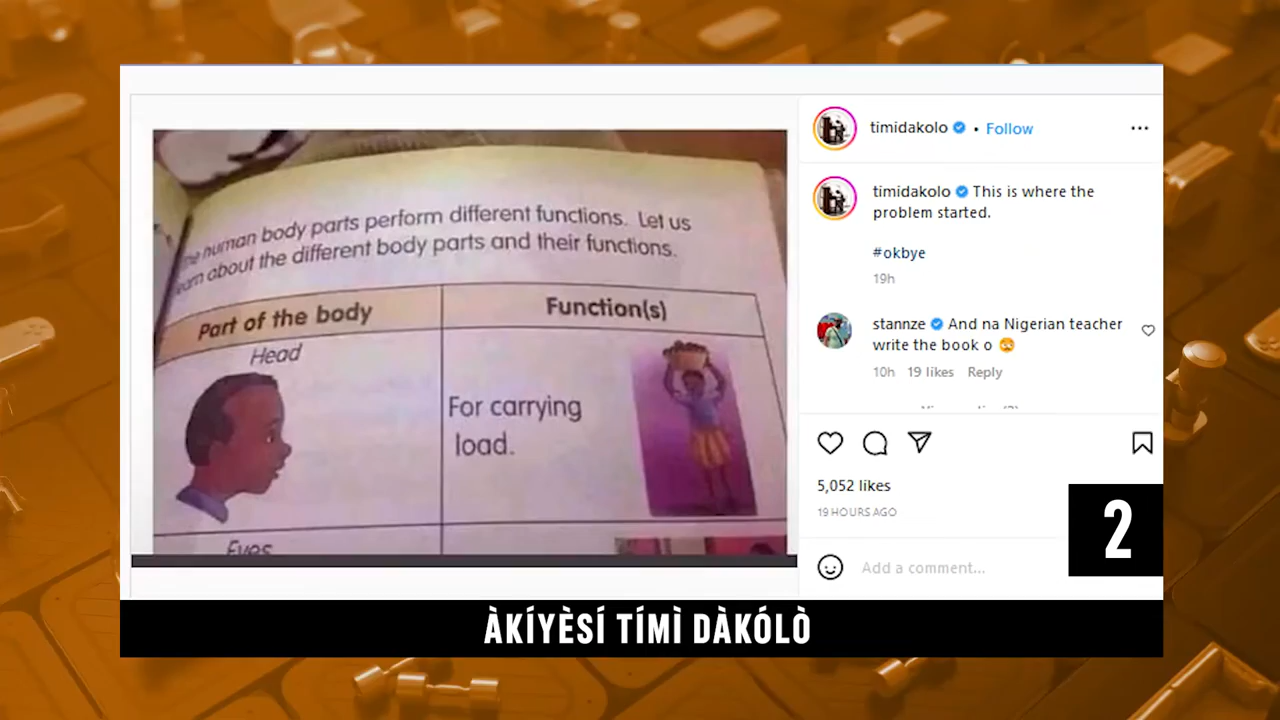 The human body parts perform different functions. Let us
learn about the different body parts and their functions.
Part of the body
Function(s)
Head
For carrying
load.
Eyes
timidakolo • Follow
timidakolo This is where the
problem started.
#okbye
19h
stannze And na Nigerian teacher
write the book o
10h 19 likes Reply
5,052 likes
19 HOURS AGO
Add a comment...
2
ÀKÍYÈSÍ TÍMÌ DÀKÓLÒ